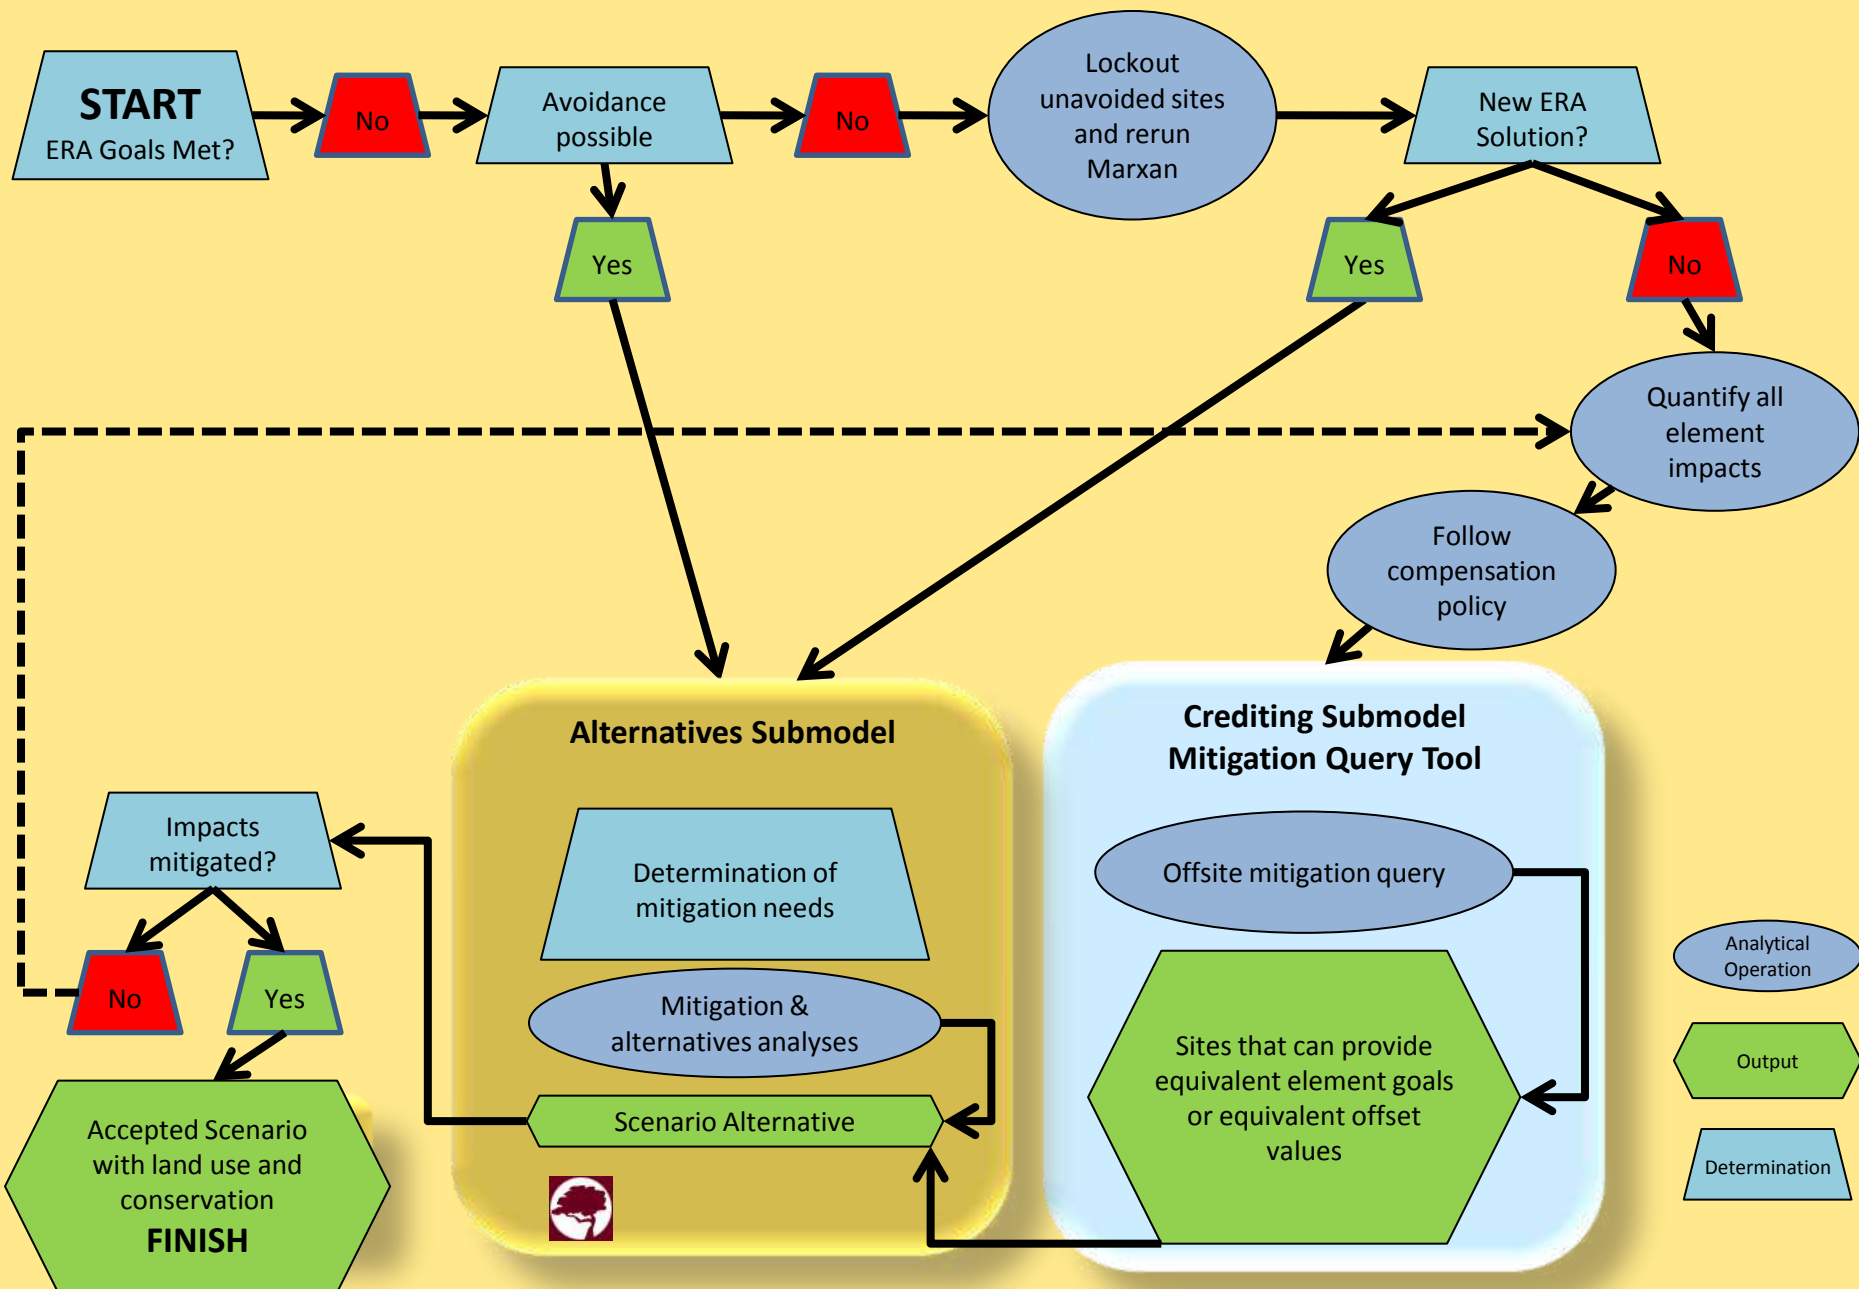 START
ERA Goals Met?
No
Avoidance
possible
No
Lockout
unavoided sites
and rerun
Marxan
New ERA
Solution?
Yes
Yes
No
Quantify all
element
impacts
Follow
compensation
policy
Alternatives Submodel
Crediting Submodel
Mitigation Query Tool
Impacts
mitigated?
Determination of
mitigation needs
Offsite mitigation query
Analytical
Operation
No
Yes
Mitigation &
alternatives analyses
Sites that can provide
equivalent element goals
or equivalent offset
values
Output
Scenario Alternative
Accepted Scenario
with land use and
conservation
FINISH
Determination